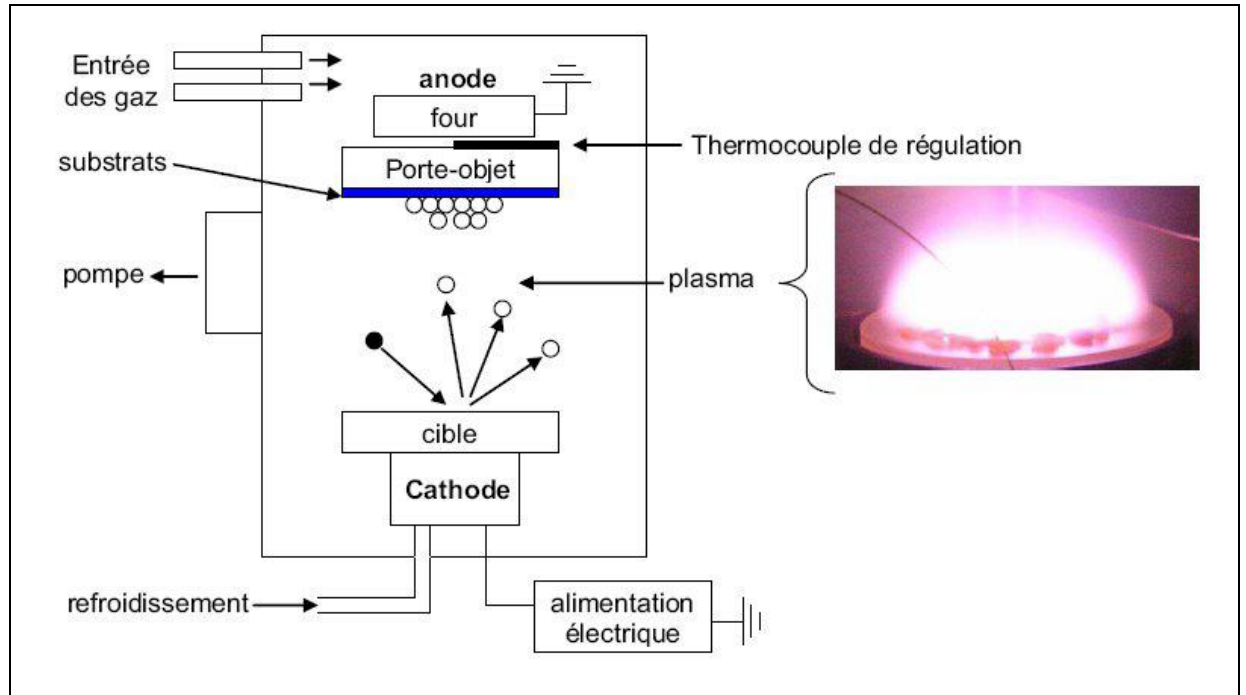 Entrée
des gaz
anode
four
Thermocouple de régulation
substrats
Porte-objet
pompe
plasma
cible
Cathode
refroidissement
alimentation
électrique